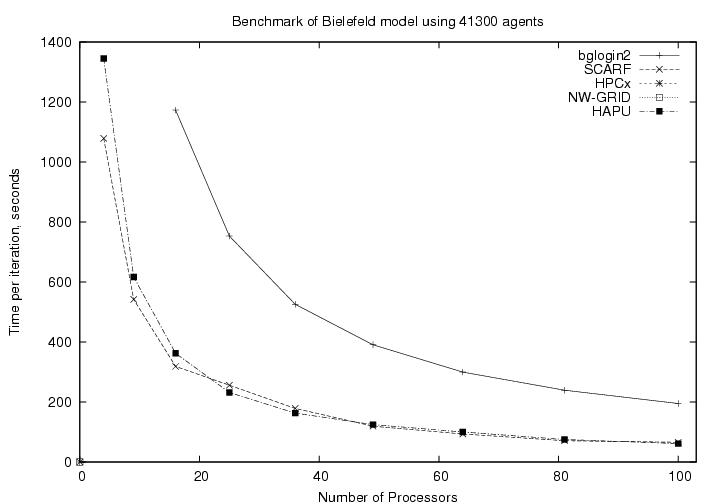 Benchmark of Bielefeld model using 41300 agents
1400
1200
1000
800
600
400
200
0
Time per iteration, seconds
bglogin2
SCARF
HPCx
NW-GRID
HAPU
0 20 40 60 80 100
Number of Processors